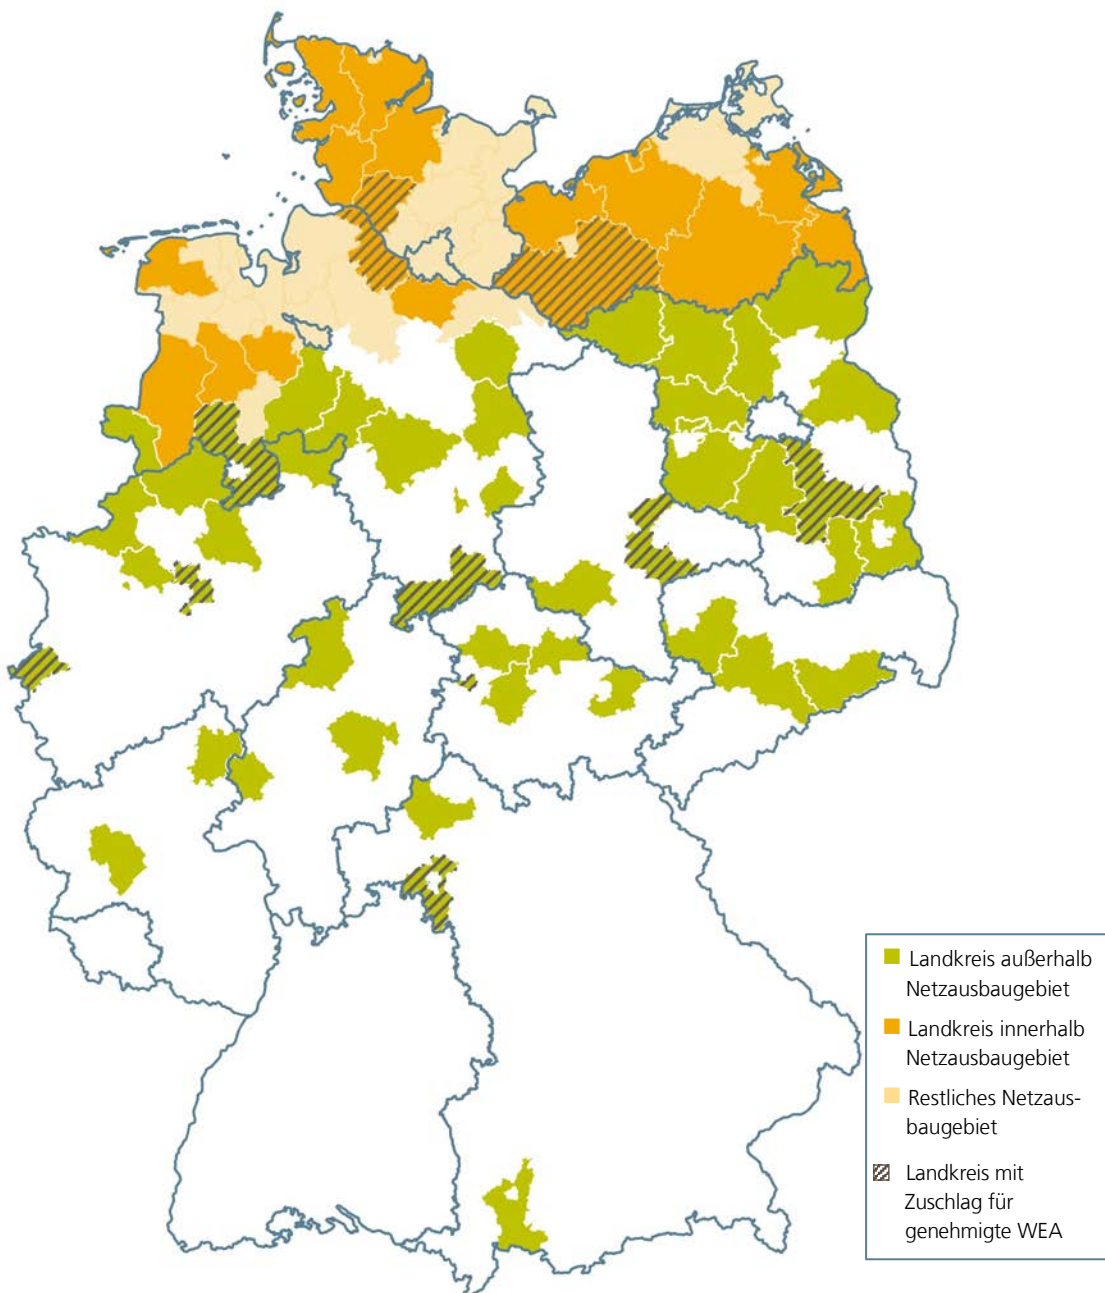 Landkreis außerhalb
Netzausbaugebiet
Landkreis innerhalb
Netzausbaugebiet
Restliches Netzaus-
baugebiet
Landkreis mit
Zuschlag für
genehmigte WEA